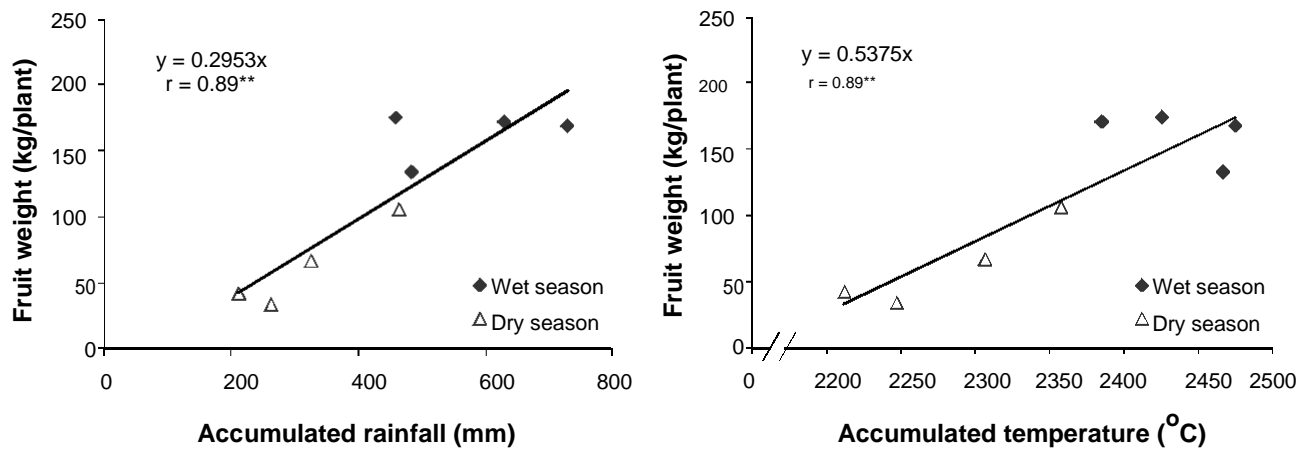 250
200
150
100
50
0
Fruit weight (kg/plant)
y = 0.2953x
r = 0.89**
Wet season
Dry season
0 200 400 600 800
Accumulated rainfall (mm)
250
200
150
100
50
0
Fruit weight (kg/plant)
y = 0.5375x
r = 0.89**
Wet season
Dry season
0 2200 2250 2300 2350 2400 2450 2500
Accumulated temperature (°C)